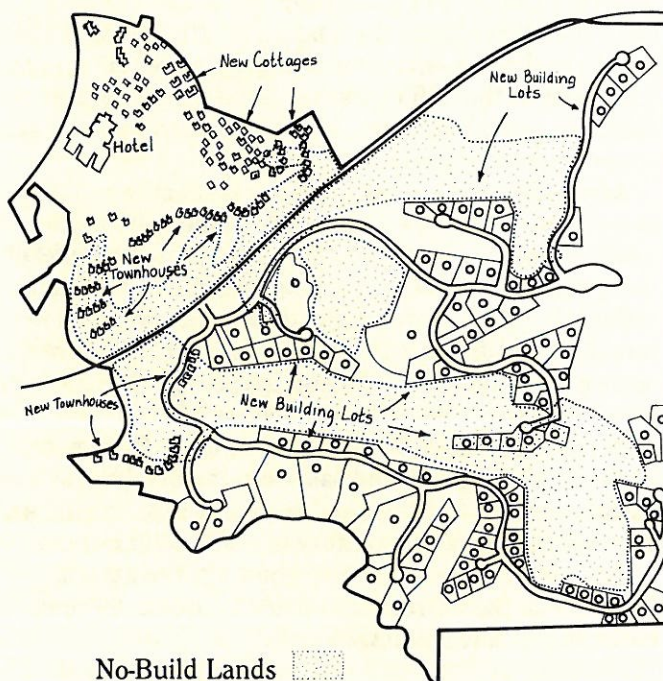 New Cottages
New Building
Lots
Hotel
New
Townhouses
New Townhouses
New Building Lots
No-Build Lands